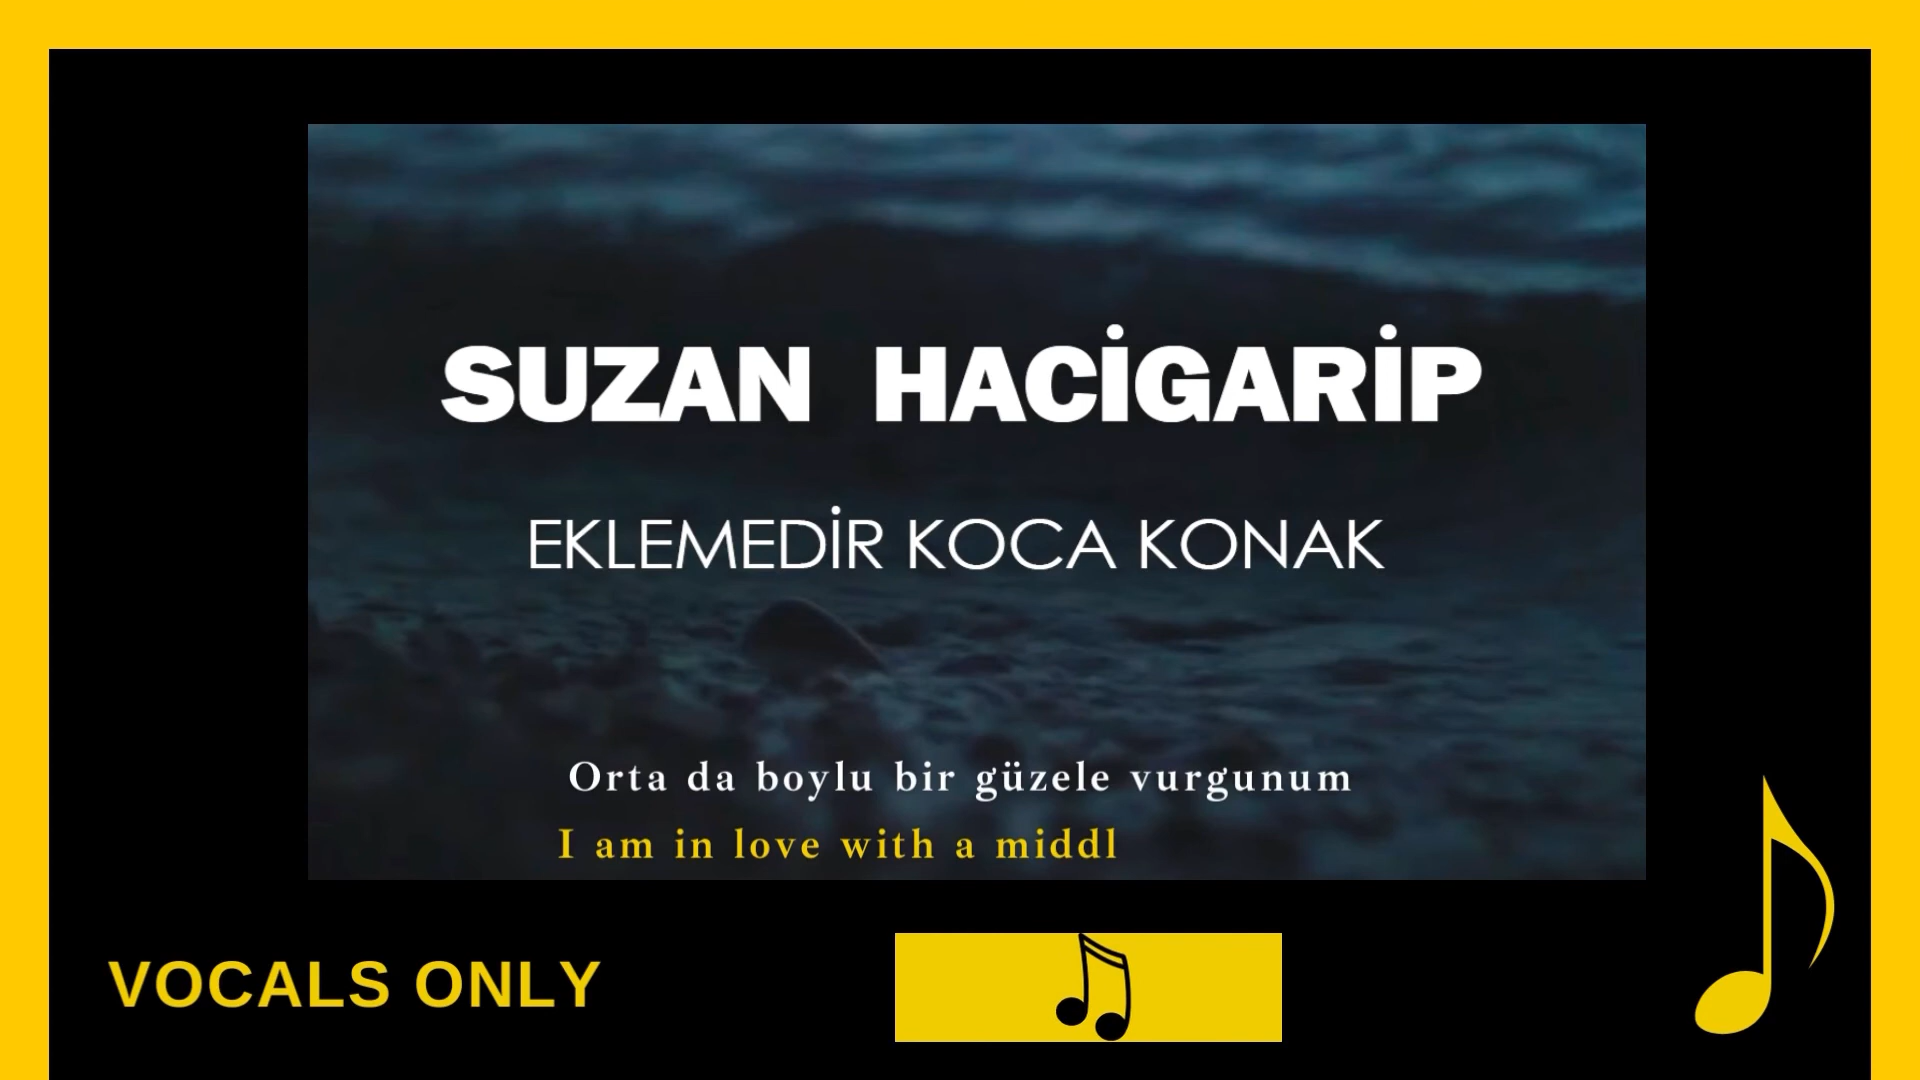 SUZAN HACİGARİP
EKLEMEDİR KOCA KONAK
Orta da boylu bir güzele vurgunum
I am in love with a middl
VOCALS ONLY